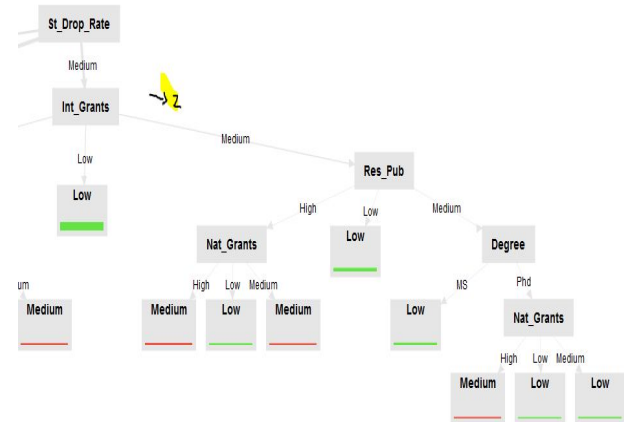 St_Drop_Rate
Medium
Int_Grants
→ 2
Medium
Low
Low
Res_Pub
High Low Medium
Nat_Grants
Low
Degree
High Low Medium
MS Phd
um
Medium
Medium Low Medium
Low
Nat_Grants
High Low Medium
Medium Low Low